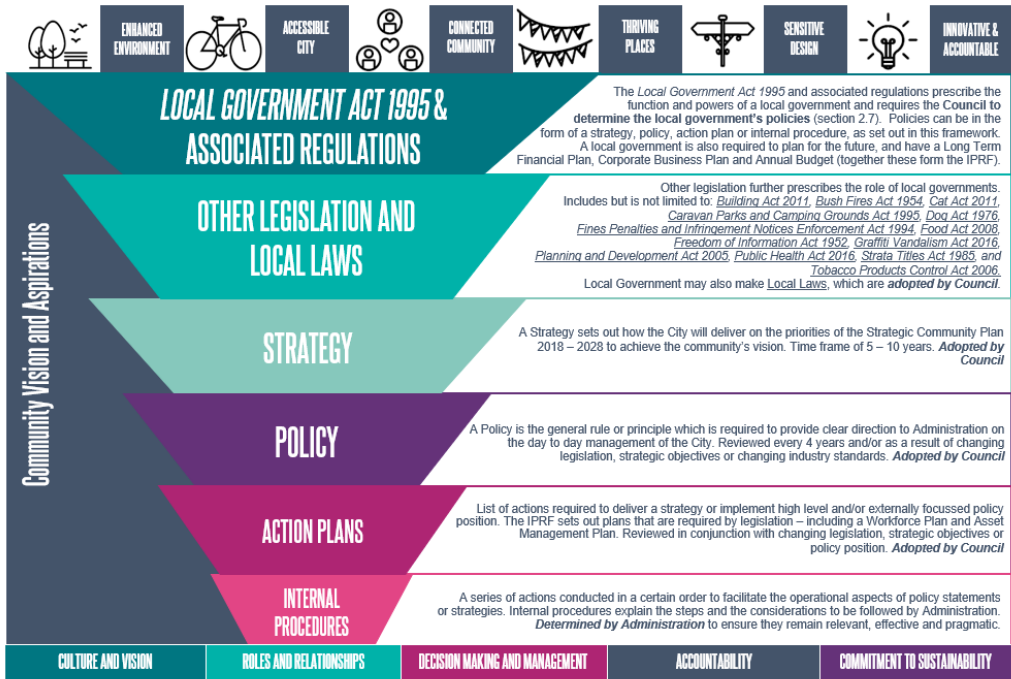 ENHANCED
ENVIRONMENT
ACCESSIBLE
CITY
CONNECTED
COMMUNITY
THRIVING
PLACES
SENSITIVE
DESIGN
INNOVATIVE &
ACCOUNTABLE
Community Vision and Aspirations
LOCAL GOVERNMENT ACT 1995 &
ASSOCIATED REGULATIONS
The Local Government Act 1995 and associated regulations prescribe the
function and powers of a local government and requires the Council to
determine the local government's policies (section 2.7). Policies can be in the
form of a strategy, policy, action plan or internal procedure, as set out in this framework.
A local government is also required to plan for the future, and have a Long Term
Financial Plan, Corporate Business Plan and Annual Budget (together these form the IPRF).
OTHER LEGISLATION AND
LOCAL LAWS
Other legislation further prescribes the role of local governments.
Includes but is not limited to: Building Act 2011, Bush Fires Act 1954, Cat Act 2011,
Caravan Parks and Camping Grounds Act 1995, Dog Act 1976,
Fines Penalties and Infringement Notices Enforcement Act 1994, Food Act 2008,
Freedom of Information Act 1952, Graffiti Vandalism Act 2016,
Planning and Development Act 2005, Public Health Act 2016, Strata Titles Act 1985, and
Tobacco Products Control Act 2006.
Local Government may also make Local Laws, which are adopted by Council.
STRATEGY
A Strategy sets out how the City will deliver on the priorities of the Strategic Community Plan
2018 – 2028 to achieve the community's vision. Time frame of 5 – 10 years. Adopted by
Council
POLICY
A Policy is the general rule or principle which is required to provide clear direction to Administration on
the day to day management of the City. Reviewed every 4 years and/or as a result of changing
legislation, strategic objectives or changing industry standards. Adopted by Council
ACTION PLANS
List of actions required to deliver a strategy or implement high level and/or externally focussed policy
position. The IPRF sets out plans that are required by legislation – including a Workforce Plan and Asset
Management Plan. Reviewed in conjunction with changing legislation, strategic objectives or
policy position. Adopted by Council
INTERNAL
PROCEDURES
A series of actions conducted in a certain order to facilitate the operational aspects of policy statements
or strategies. Internal procedures explain the steps and the considerations to be followed by Administration.
Determined by Administration to ensure they remain relevant, effective and pragmatic.
CULTURE AND VISION
ROLES AND RELATIONSHIPS
DECISION MAKING AND MANAGEMENT
ACCOUNTABILITY
COMMITMENT TO SUSTAINABILITY